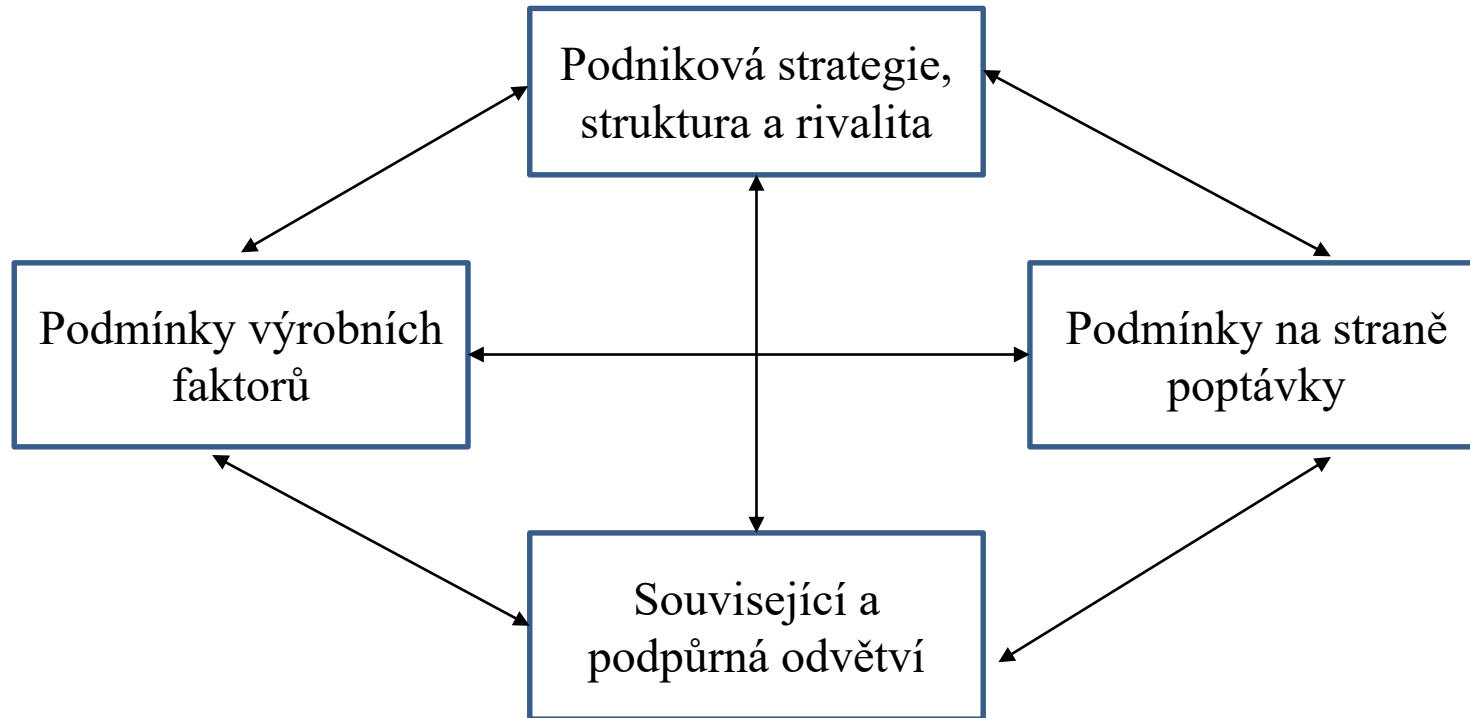 Podniková strategie,
struktura a rivalita
Podmínky výrobních
faktorů
Podmínky na straně
poptávky
Související a
podpůrná odvětví